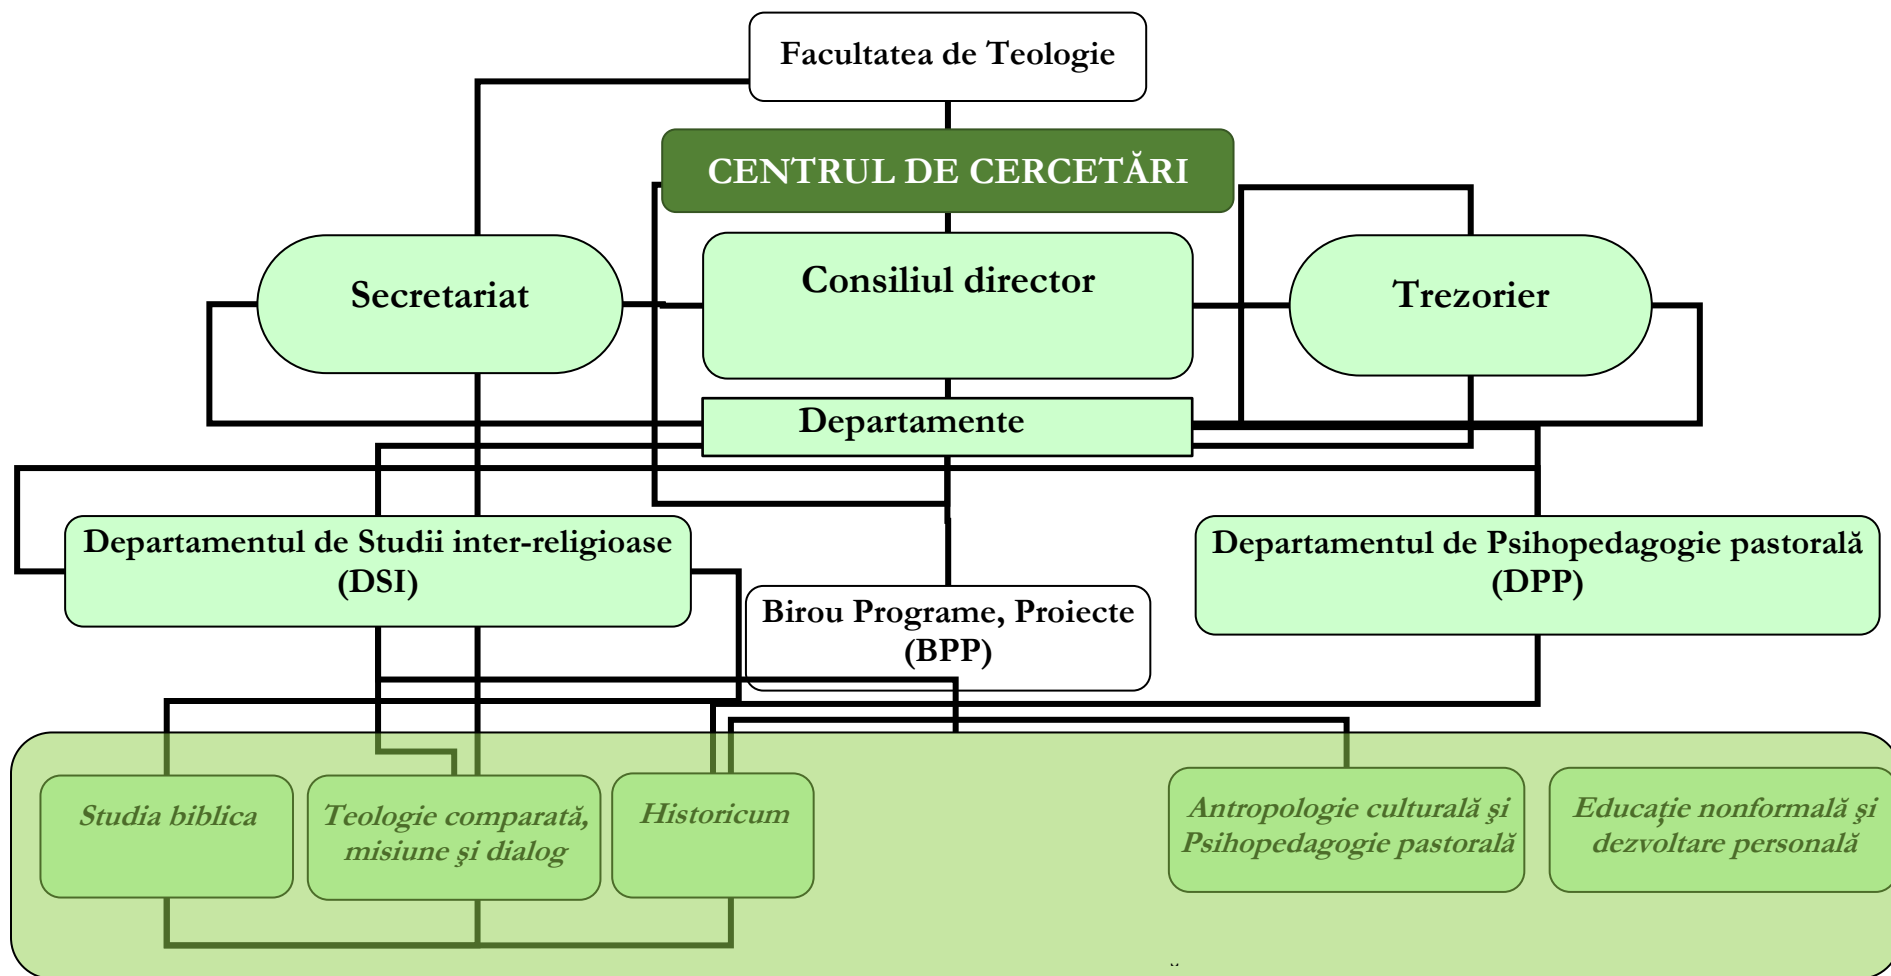 Facultatea de Teologie
CENTRUL DE CERCETĂRI
Secretariat
Consiliul director
Trezorier
Departamente
Departamentul de Studii inter-religioase
(DSI)
Departamentul de Psihopedagogie pastorală
(DPP)
Birou Programe, Proiecte
(BPP)
Studia biblica
Teologie comparată,
misiune şi dialog
Historicum
Antropologie culturală şi
Psihopedagogie pastorală
Educație nonformală şi
dezvoltare personală